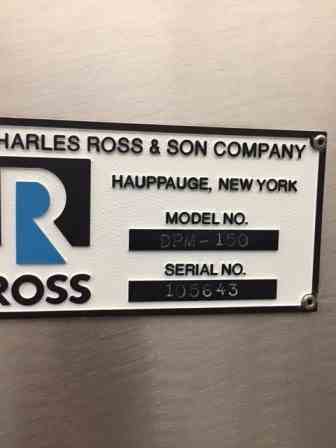 HARLES ROSS & SON COMPANY
HAUPPAUGE, NEW YORK
MODEL NO.
DPM-150
SERIAL NO.
105643
R
ROSS